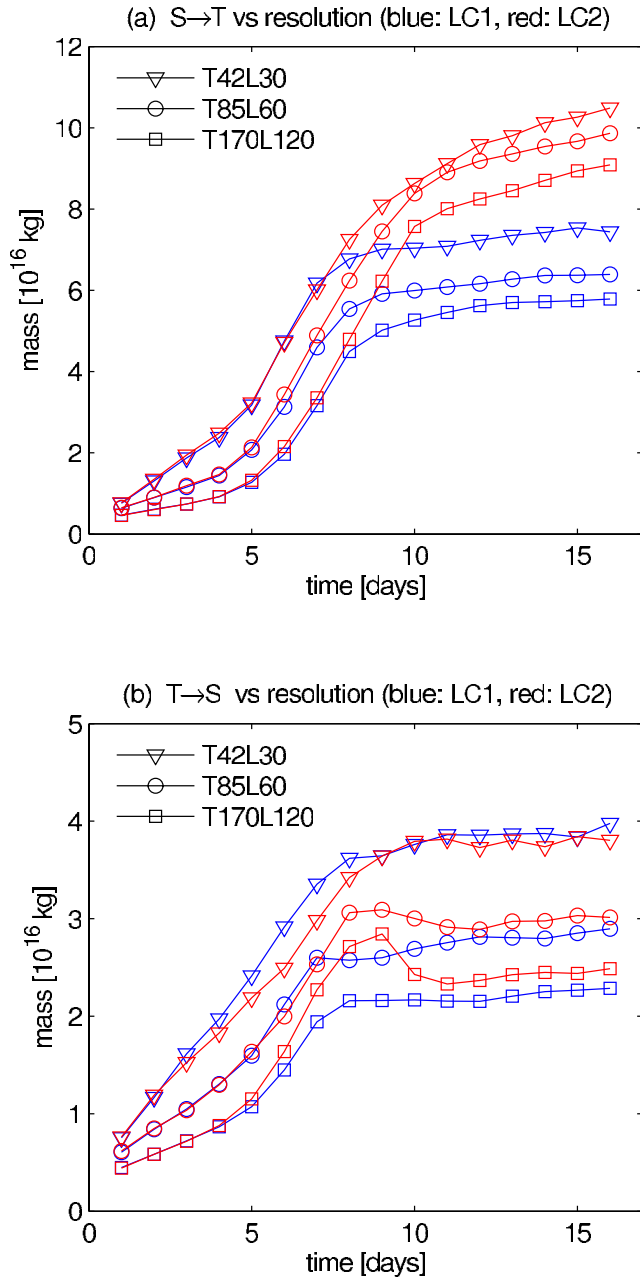 (a) S→T vs resolution (blue: LC1, red: LC2)
12
10
8
6
4
2
0
mass [10^16 kg]
T42L30
T85L60
T170L120
0 5 10 15
time [days]
(b) T→S vs resolution (blue: LC1, red: LC2)
5
4
3
2
1
0
mass [10^16 kg]
T42L30
T85L60
T170L120
0 5 10 15
time [days]